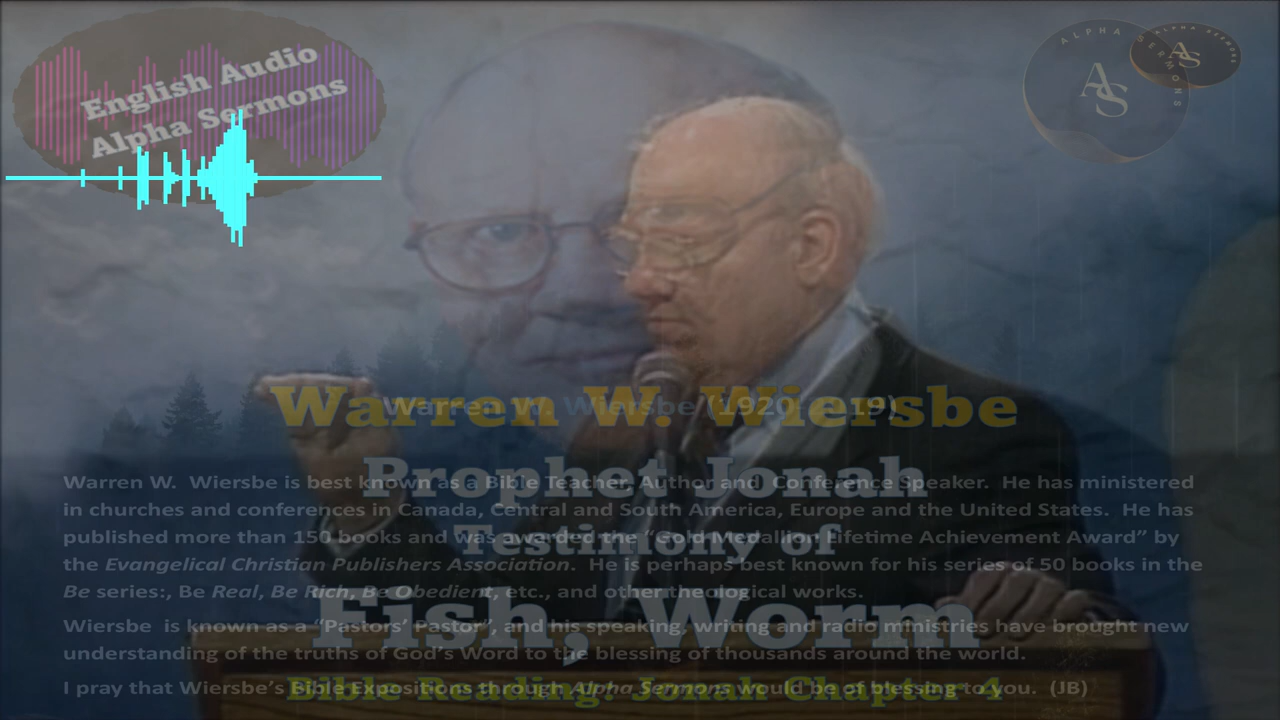 English Audio
Alpha Sermons
ALPHA SERMONS
AS
ALPHA SERMONS
AS
Warren W. Wiersbe
Warren W. Wiersbe (1920
Prophet Jonah
Testimony of
Fish, Worm
Bible Reading: Jonah Chapter 4
Warren W. Wiersbe is best known as a Bible Teacher, Author and Conference Speaker. He has ministered
in churches and conferences in Canada, Central and South America, Europe and the United States. He has
published more than 150 books and was awarded the “Gold Medallion Lifetime Achievement Award” by
the Evangelical Christian Publishers Association. He is perhaps best known for his series of 50 books in the
Be series:, Be Real, Be Rich, Be Obedient, etc., and other theological works.
Wiersbe is known as a “Pastors’ Pastor”, and his speaking, writing and radio ministries have brought new
understanding of the truths of God’s Word to the blessing of thousands around the world.
I pray that Wiersbe’s Bible Expositions through Alpha Sermons would be of blessing to you. (JB)